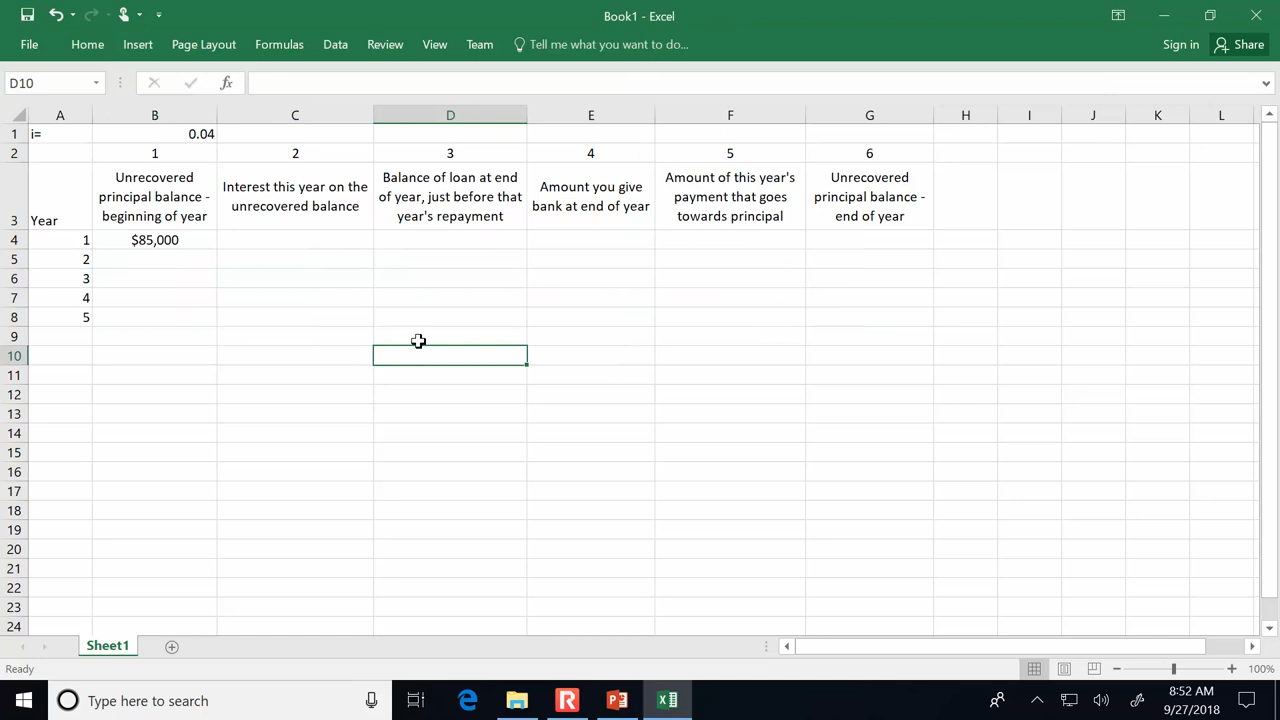 Book1 - Excel
File Home Insert Page Layout Formulas Data Review View Team Tell me what you want to do... Sign in Share
D10 fx
A B C D E F G H I J K L
1 i= 0.04
2 1 2 3 4 5 6
3 Year
Unrecovered
principal balance -
beginning of year
Interest this year on the
unrecovered balance
Balance of loan at end
of year, just before that
year's repayment
Amount you give
bank at end of year
Amount of this year's
payment that goes
towards principal
Unrecovered
principal balance -
end of year
4 1 $85,000
5 2
6 3
7 4
8 5
9
10
11
12
13
14
15
16
17
18
19
20
21
22
23
24
Sheet1
Ready 100%
Type here to search
8:52 AM
9/27/2018